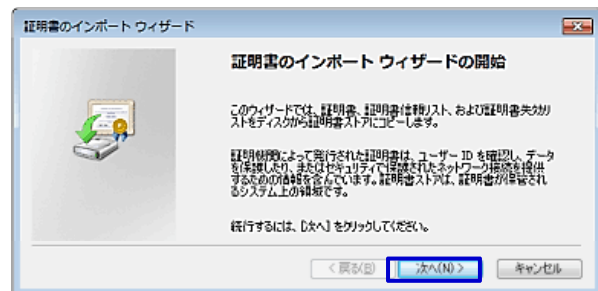 証明書のインポート ウィザード
証明書のインポート ウィザードの開始
このウィザードでは、証明書、証明書信頼リスト、および証明書失効リ
ストをディスクから証明書ストアにコピーします。
証明機関によって発行された証明書は、ユーザー ID を確認し、データ
を保護したり、またはセキュリティで保護されたネットワーク接続を提供
するための情報を含んでいます。証明書ストアは、証明書が保管され
るシステム上の領域です。
続行するには、[次へ] をクリックしてください。
< 戻る(B) 次へ(N) > キャンセル